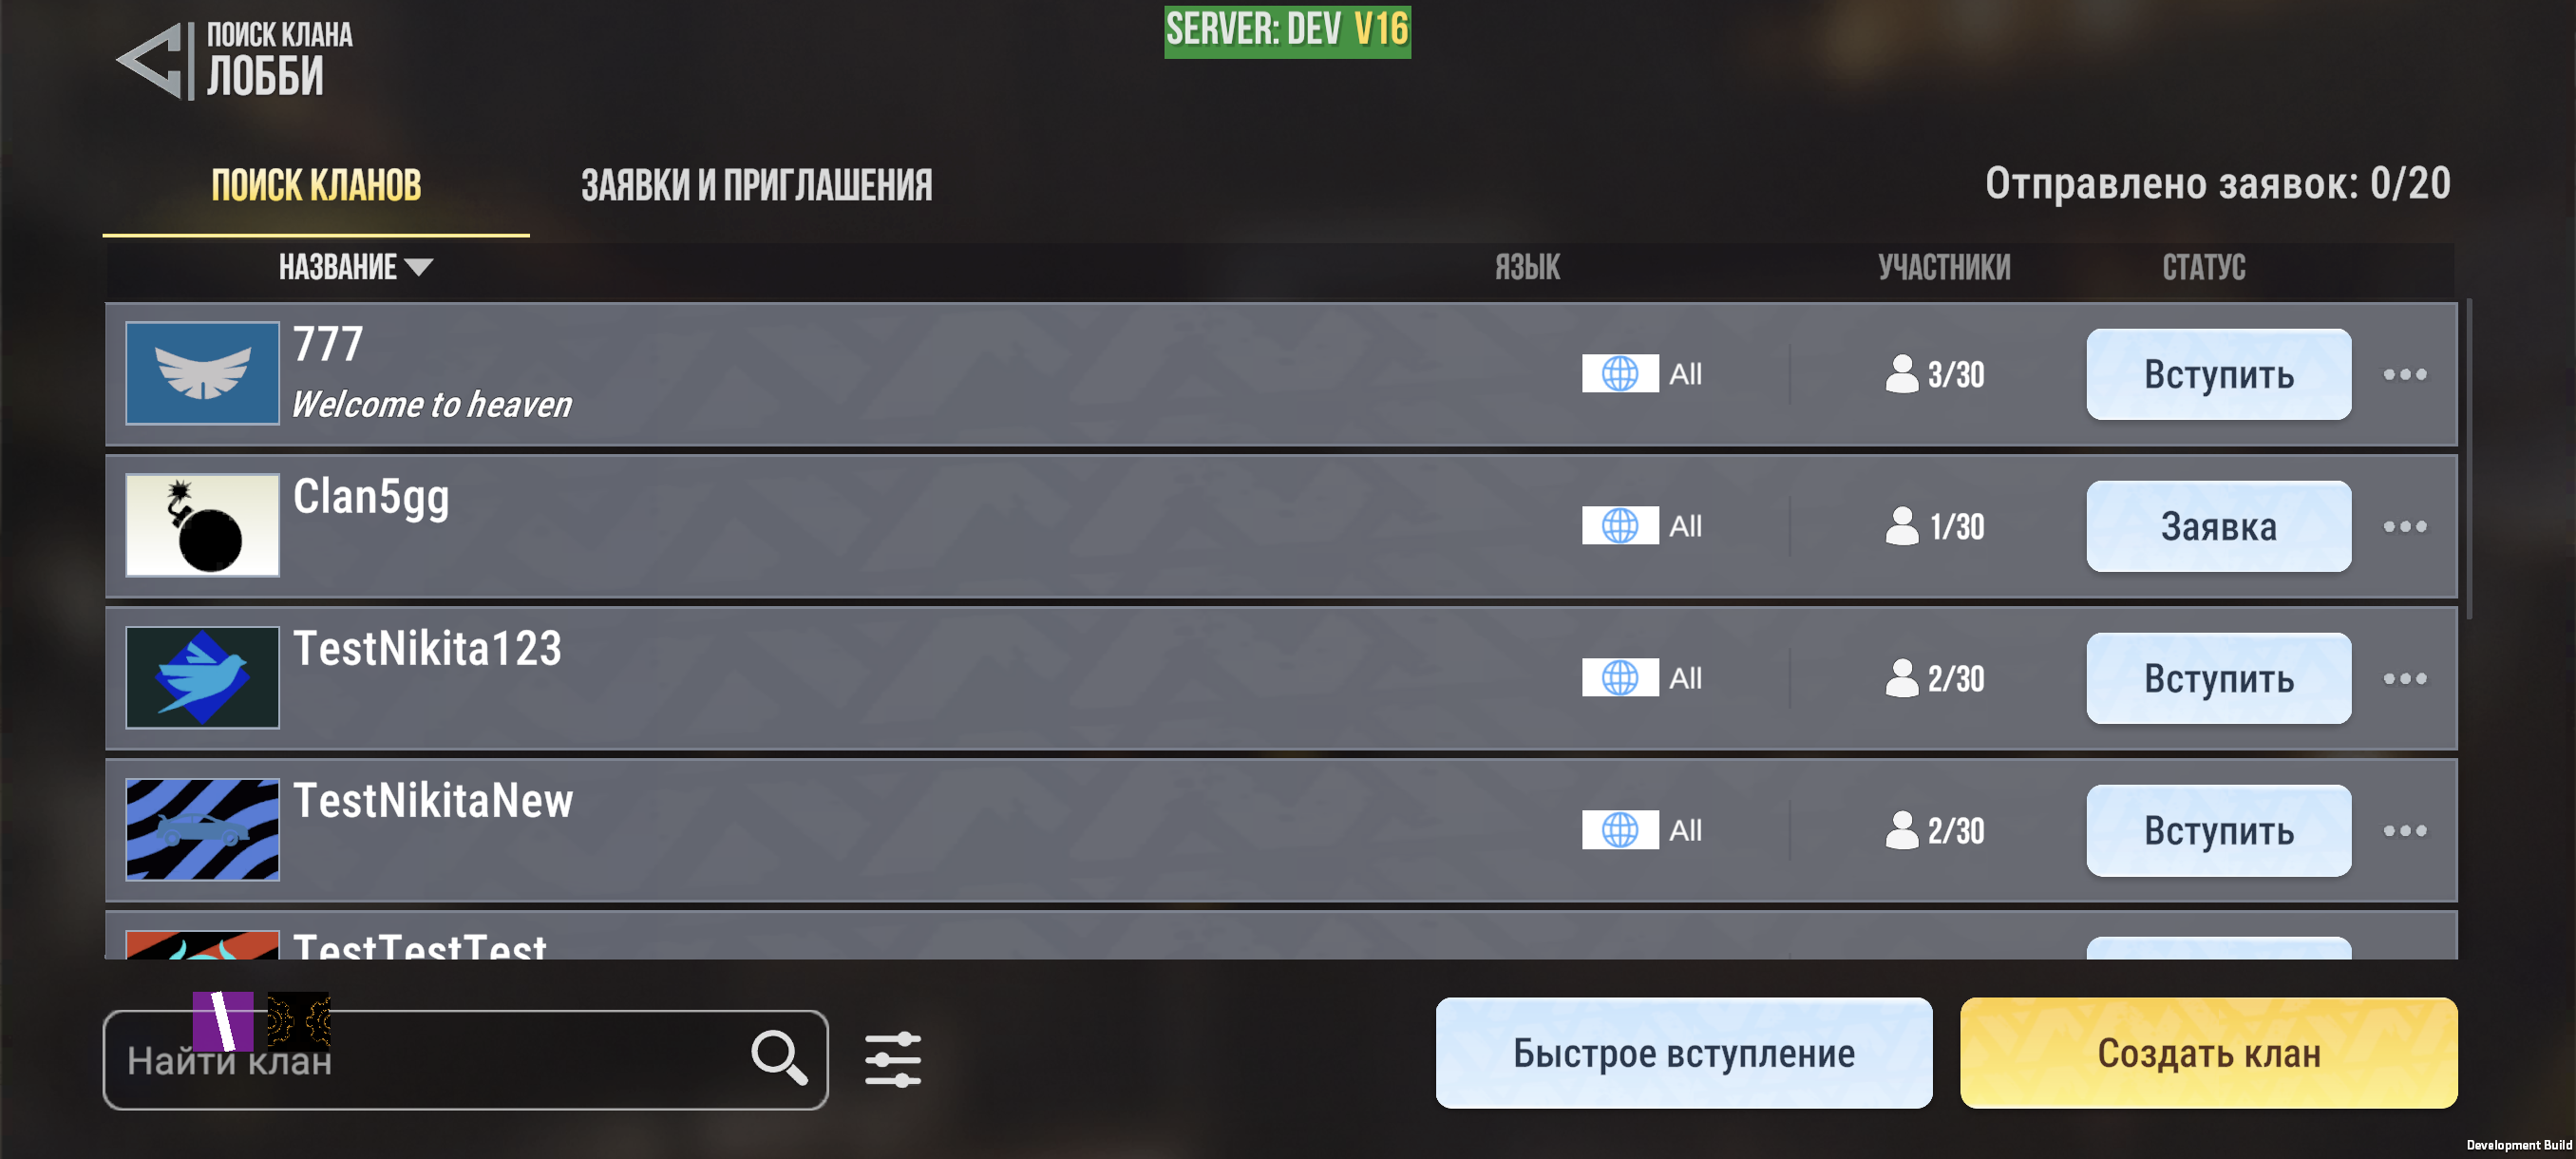 ПОИСК КЛАНА
ЛОББИ
SERVER: DEV V16
ПОИСК КЛАНОВ
ЗАЯВКИ И ПРИГЛАШЕНИЯ
Отправлено заявок: 0/20
НАЗВАНИЕ
ЯЗЫК
УЧАСТНИКИ
СТАТУС
777
Welcome to heaven
All
3/30
Вступить
Clan5gg
All
1/30
Заявка
TestNikita123
All
2/30
Вступить
TestNikitaNew
All
2/30
Вступить
TestTestTest
Найти клан
Быстрое вступление
Создать клан
Development Build